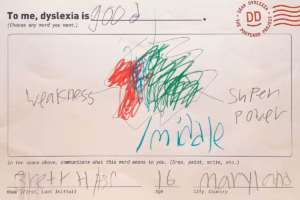 To me, dyslexia is good.
(Choose any word you want.)
DEAR DYSLEXIA
DD
POSTCARD PROJECT
weakness
super
power
/middle
In the space above, communicate what this word means to you. (Draw, paint, write, etc.)
Brett H
16
maryland
Name (First, Last Initial)
Age
City, Country